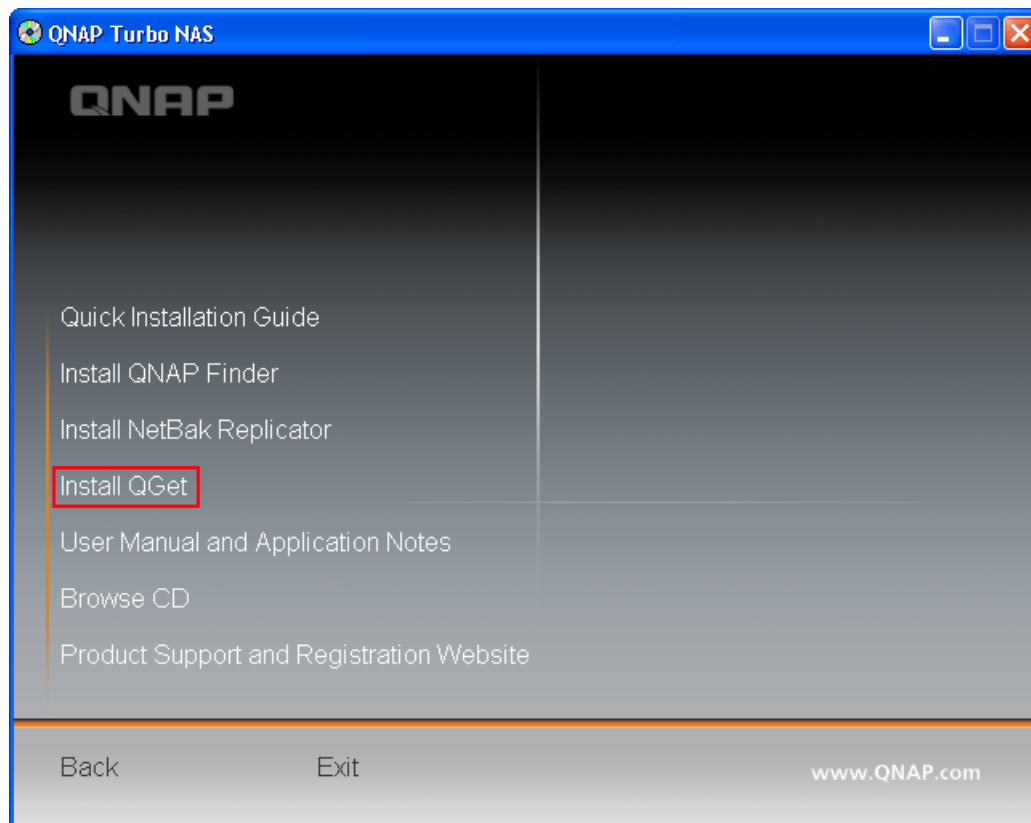 QNAP Turbo NAS
QNAP
Quick Installation Guide
Install QNAP Finder
Install NetBak Replicator
Install QGet
User Manual and Application Notes
Browse CD
Product Support and Registration Website
Back Exit www.QNAP.com